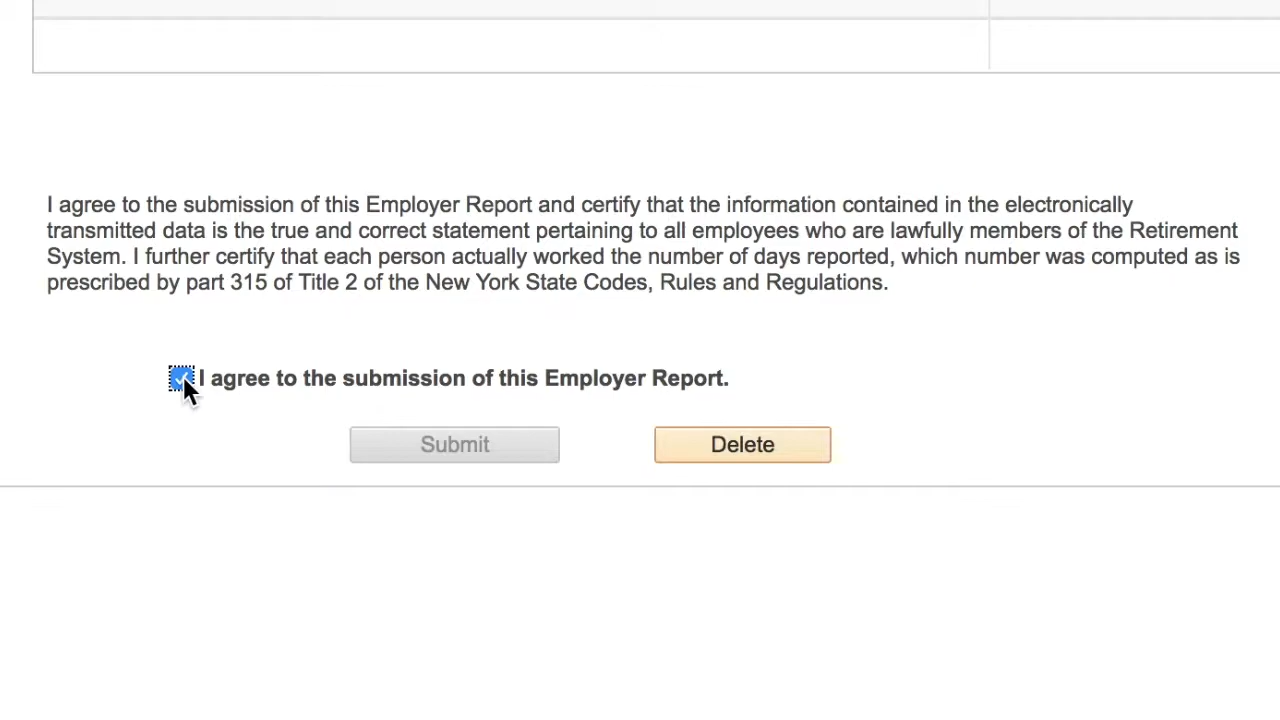 I agree to the submission of this Employer Report and certify that the information contained in the electronically
transmitted data is the true and correct statement pertaining to all employees who are lawfully members of the Retirement
System. I further certify that each person actually worked the number of days reported, which number was computed as is
prescribed by part 315 of Title 2 of the New York State Codes, Rules and Regulations.
I agree to the submission of this Employer Report.
Submit Delete